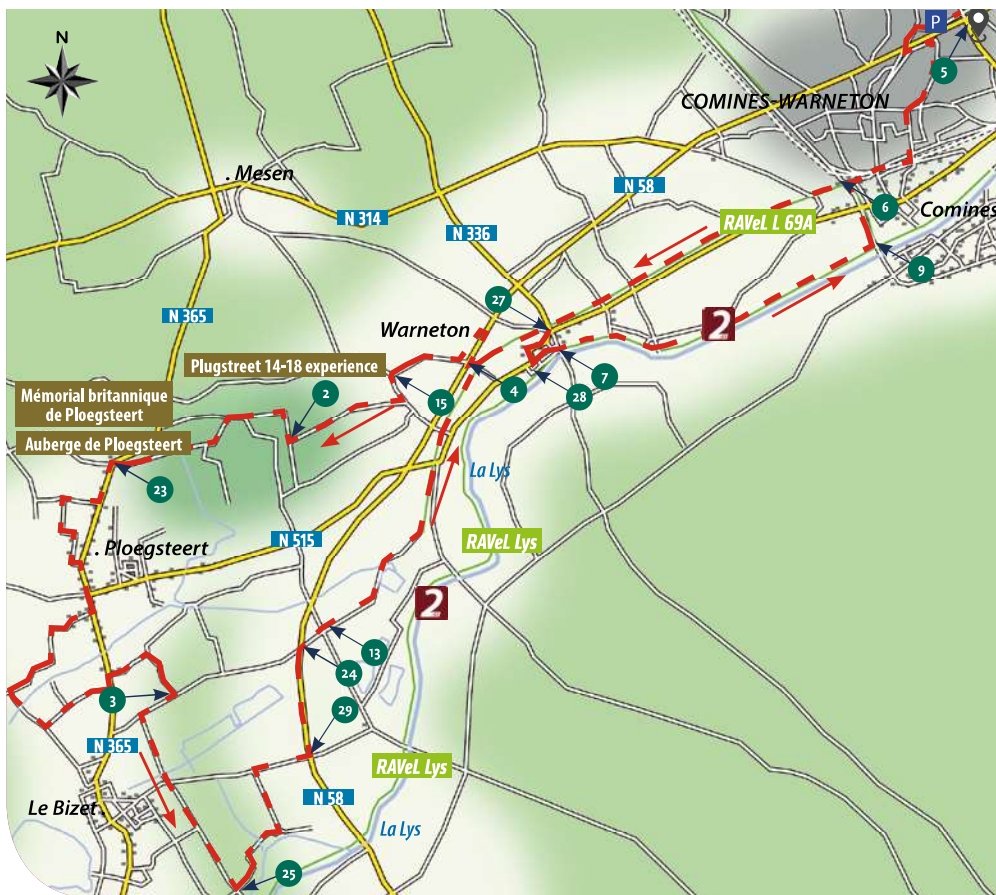 N
P
5
COMINES-WARNETON
. Mesen
N 58
N 314
N 336
RAVeL L 69A
6
Comines
9
27
N 365
Warneton
2
Plugstreet 14-18 experience
2
15
4
28
7
Mémorial britannique
de Ploegsteert
Auberge de Ploegsteert
23
La Lys
N 515
RAVeL Lys
. Ploegsteert
2
13
24
3
29
N 365
RAVeL Lys
N 58
Le Bizet
La Lys
25